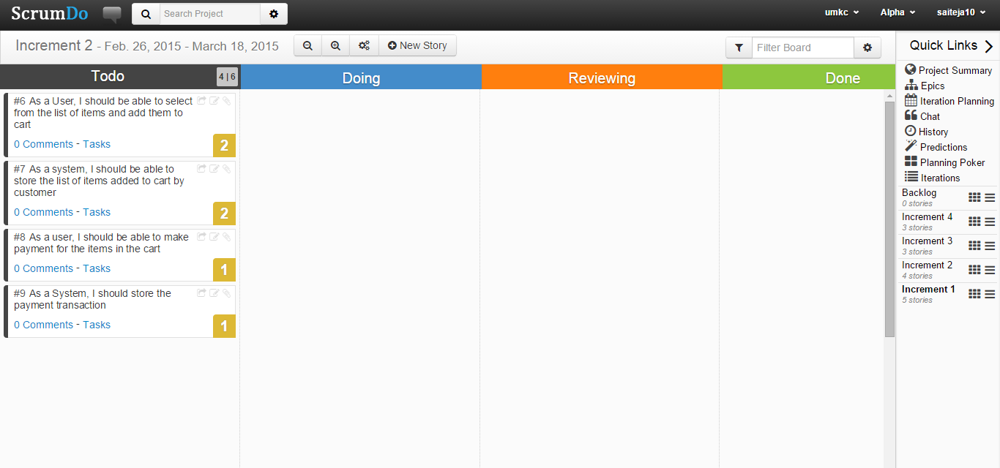 ScrumDo
Search Project
umkc
Alpha
saiteja10
Increment 2 - Feb. 26, 2015 - March 18, 2015
New Story
Filter Board
Todo
4 | 6
Doing
Reviewing
Done
#6 As a User, I should be able to select
from the list of items and add them to
cart
0 Comments - Tasks
2
#7 As a system, I should be able to
store the list of items added to cart by
customer
0 Comments - Tasks
2
#8 As a user, I should be able to make
payment for the items in the cart
0 Comments - Tasks
1
#9 As a System, I should store the
payment transaction
0 Comments - Tasks
1
Quick Links
Project Summary
Epics
Iteration Planning
Chat
History
Predictions
Planning Poker
Iterations
Backlog
0 stories
Increment 4
3 stories
Increment 3
3 stories
Increment 2
4 stories
Increment 1
5 stories